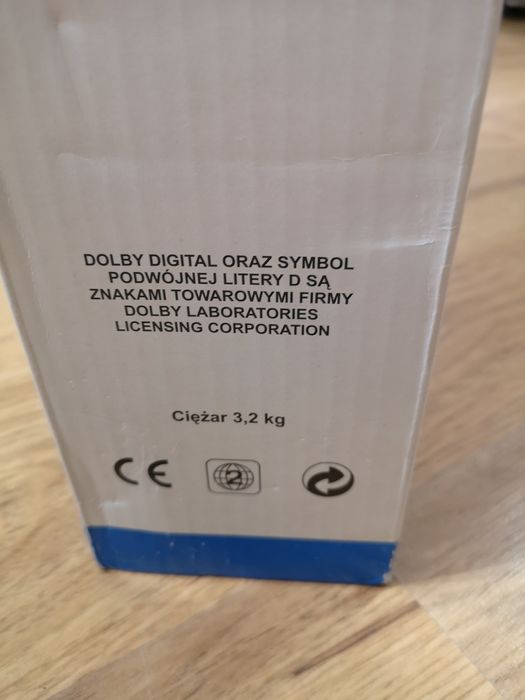 DOLBY DIGITAL ORAZ SYMBOL
PODWÓJNEJ LITERY D SĄ
ZNAKAMI TOWAROWYMI FIRMY
DOLBY LABORATORIES
LICENSING CORPORATION
Ciężar 3,2 kg
CE 2